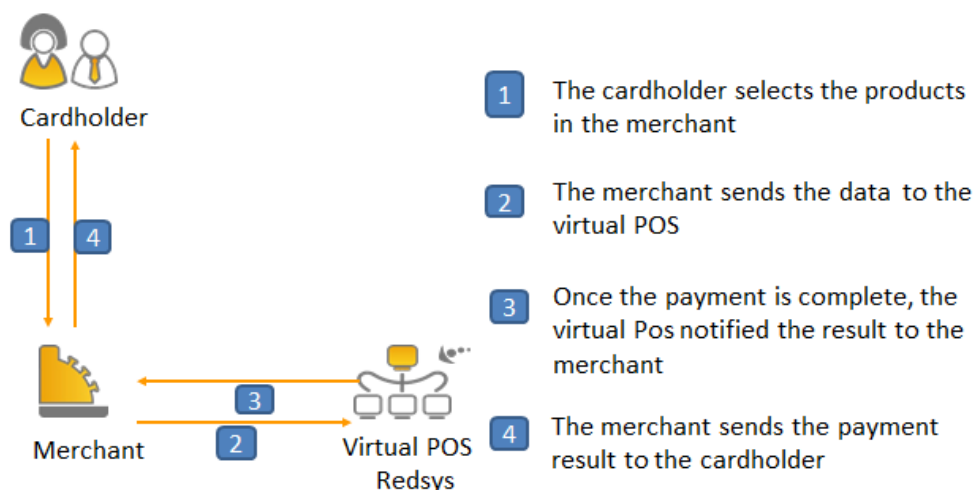 Cardholder
1
4
Merchant
3
2
Virtual POS
Redsys
1
The cardholder selects the products
in the merchant
2
The merchant sends the data to the
virtual POS
3
Once the payment is complete, the
virtual Pos notified the result to the
merchant
4
The merchant sends the payment
result to the cardholder